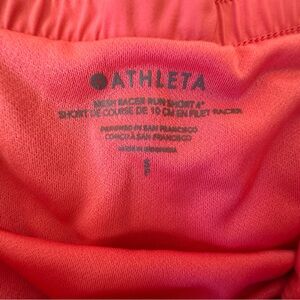 ATHLETA
MESH RACER RUN SHORT 4"
SHORT DE COURSE DE 10 CM EN FILET RACER
DESIGNED IN SAN FRANCISCO
CONÇU À SAN FRANCISCO
MADE IN INDONESIA
S
P